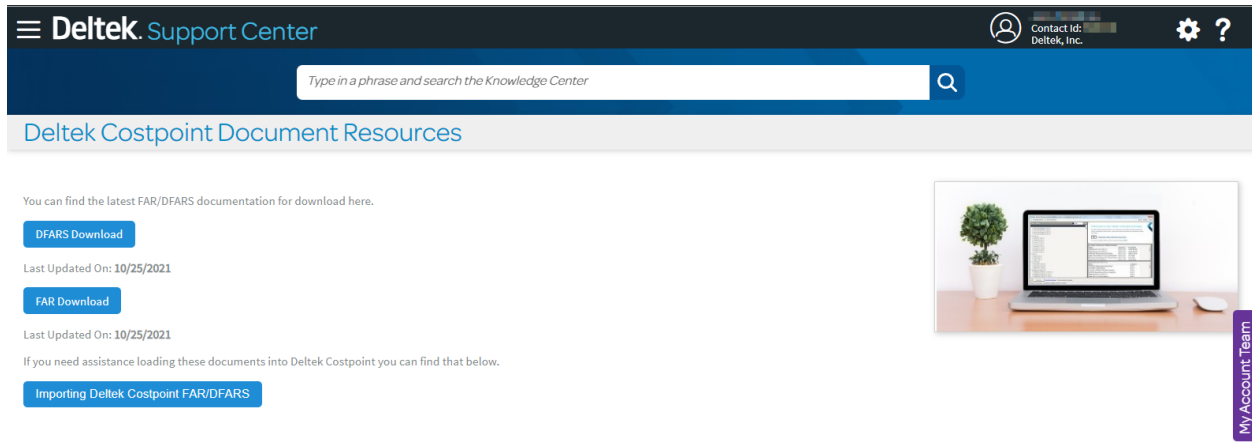 Deltek. Support Center
Contact Id:
Deltek, Inc.
?
Type in a phrase and search the Knowledge Center
Deltek Costpoint Document Resources
You can find the latest FAR/DFARS documentation for download here.
DFARS Download
Last Updated On: 10/25/2021
FAR Download
Last Updated On: 10/25/2021
If you need assistance loading these documents into Deltek Costpoint you can find that below.
Importing Deltek Costpoint FAR/DFARS
My Account Team